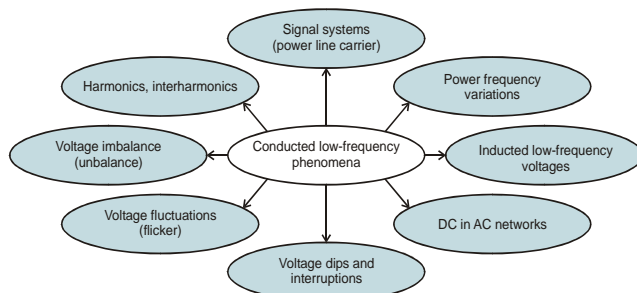 Signal systems
(power line carrier)
Harmonics, interharmonics
Power frequency
variations
Voltage imbalance
(unbalance)
Conducted low-frequency
phenomena
Inducted low-frequency
voltages
Voltage fluctuations
(flicker)
DC in AC networks
Voltage dips and
interruptions